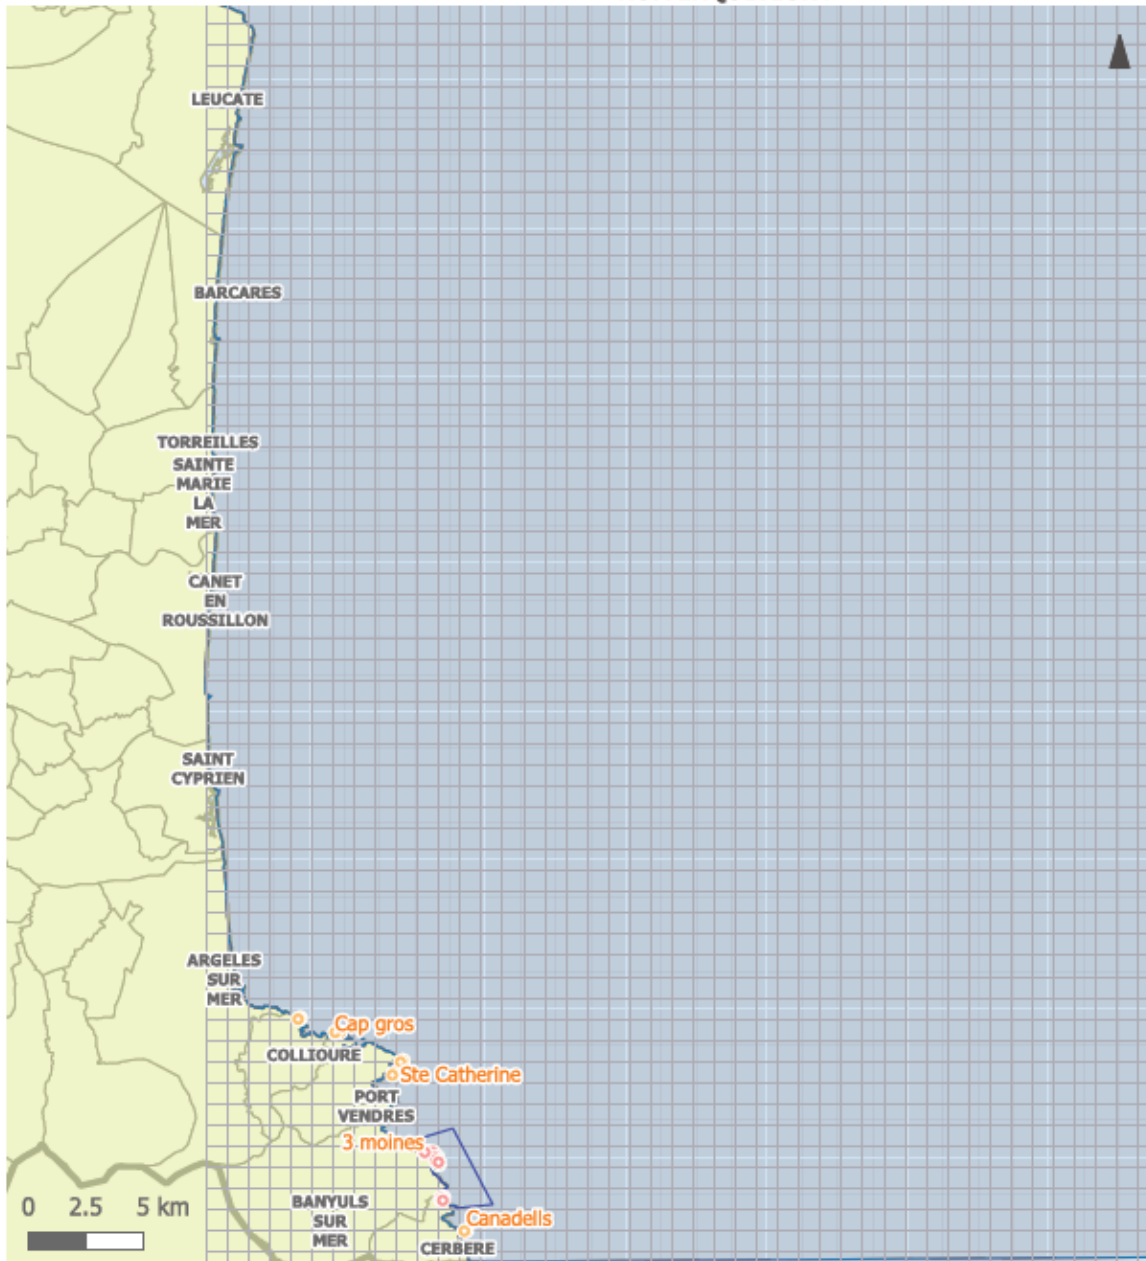 LEUCATE
BARCARES
TORREILLES
SAINTE
MARIE
LA
MER
CANET
EN
ROUSSILLON
SAINT
CYPRIEN
ARGELES
SUR
MER
Cap gros
COLLIOURE
Ste Catherine
PORT
VENDRES
3 moines
0 2.5 5 km
BANYULS
SUR
MER
Canadells
CERBERE